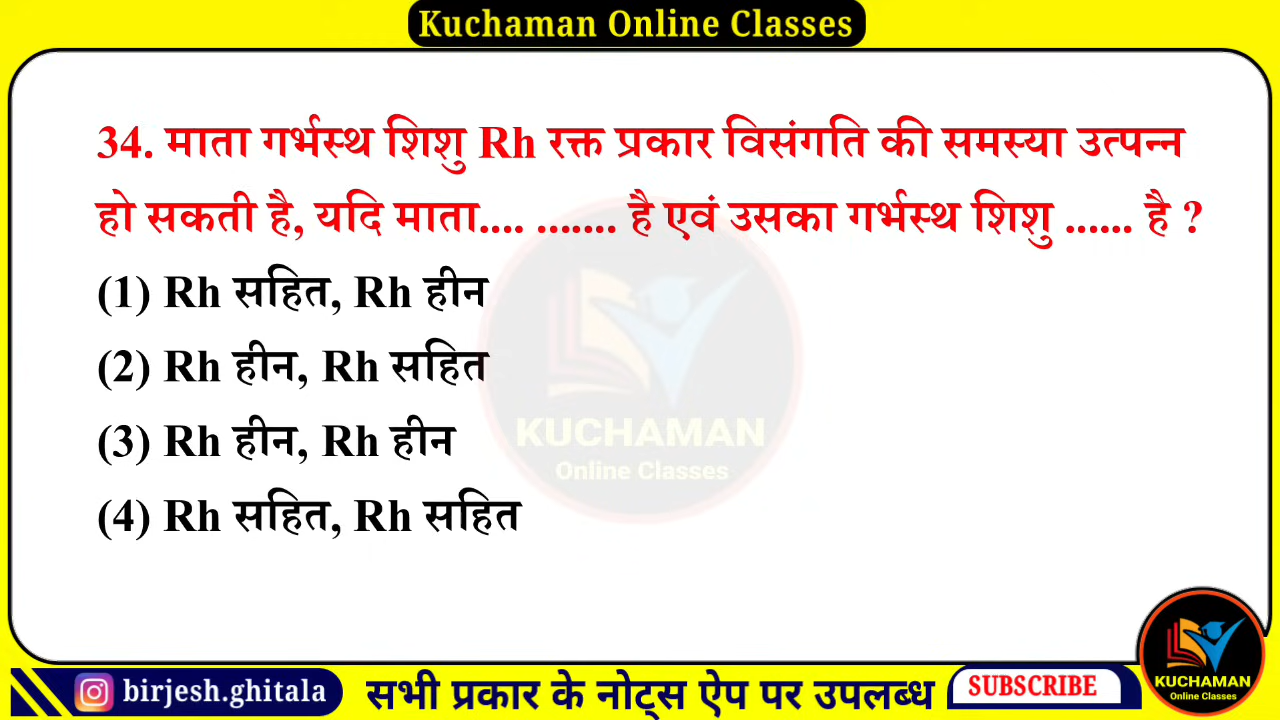 Kuchaman Online Classes
34. माता गर्भस्थ शिशु Rh रक्त प्रकार विसंगति की समस्या उत्पन्न
हो सकती है, यदि माता.... ....... है एवं उसका गर्भस्थ शिशु ...... है ?
(1) Rh सहित, Rh हीन
(2) Rh हीन, Rh सहित
(3) Rh हीन, Rh हीन
(4) Rh सहित, Rh सहित
KUCHAMAN
Online Classes
birjesh.ghitala
सभी प्रकार के नोट्स ऐप पर उपलब्ध
SUBSCRIBE
KUCHAMAN
Online Classes